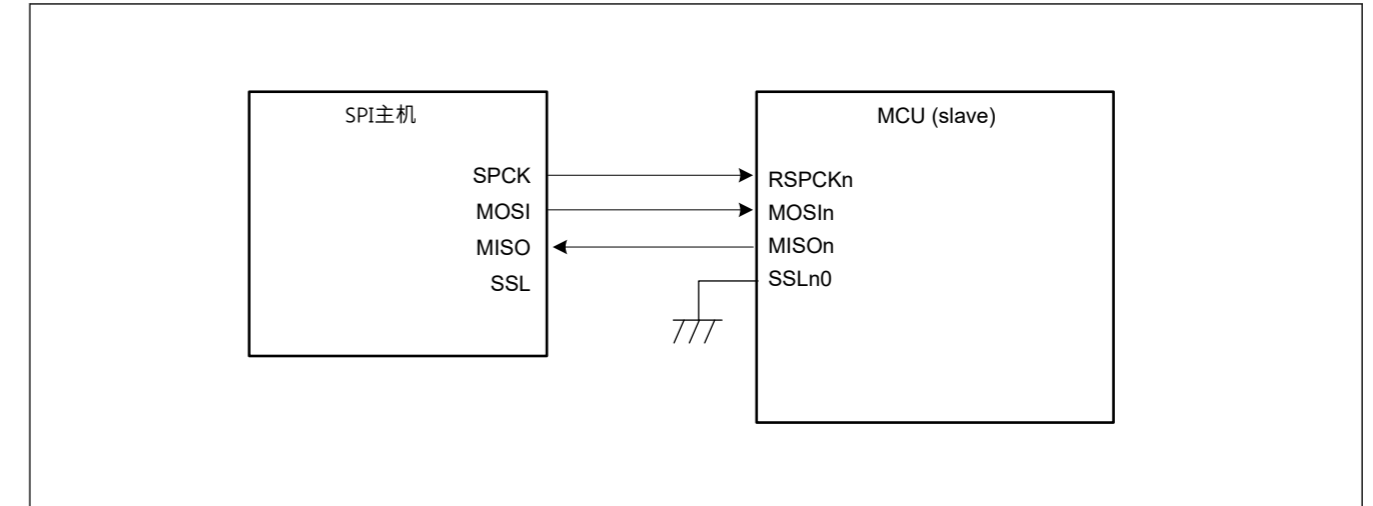 SPI主机
SPCK
MOSI
MISO
SSL
MCU (slave)
RSPCKn
MOSIn
MISOn
SSLn0